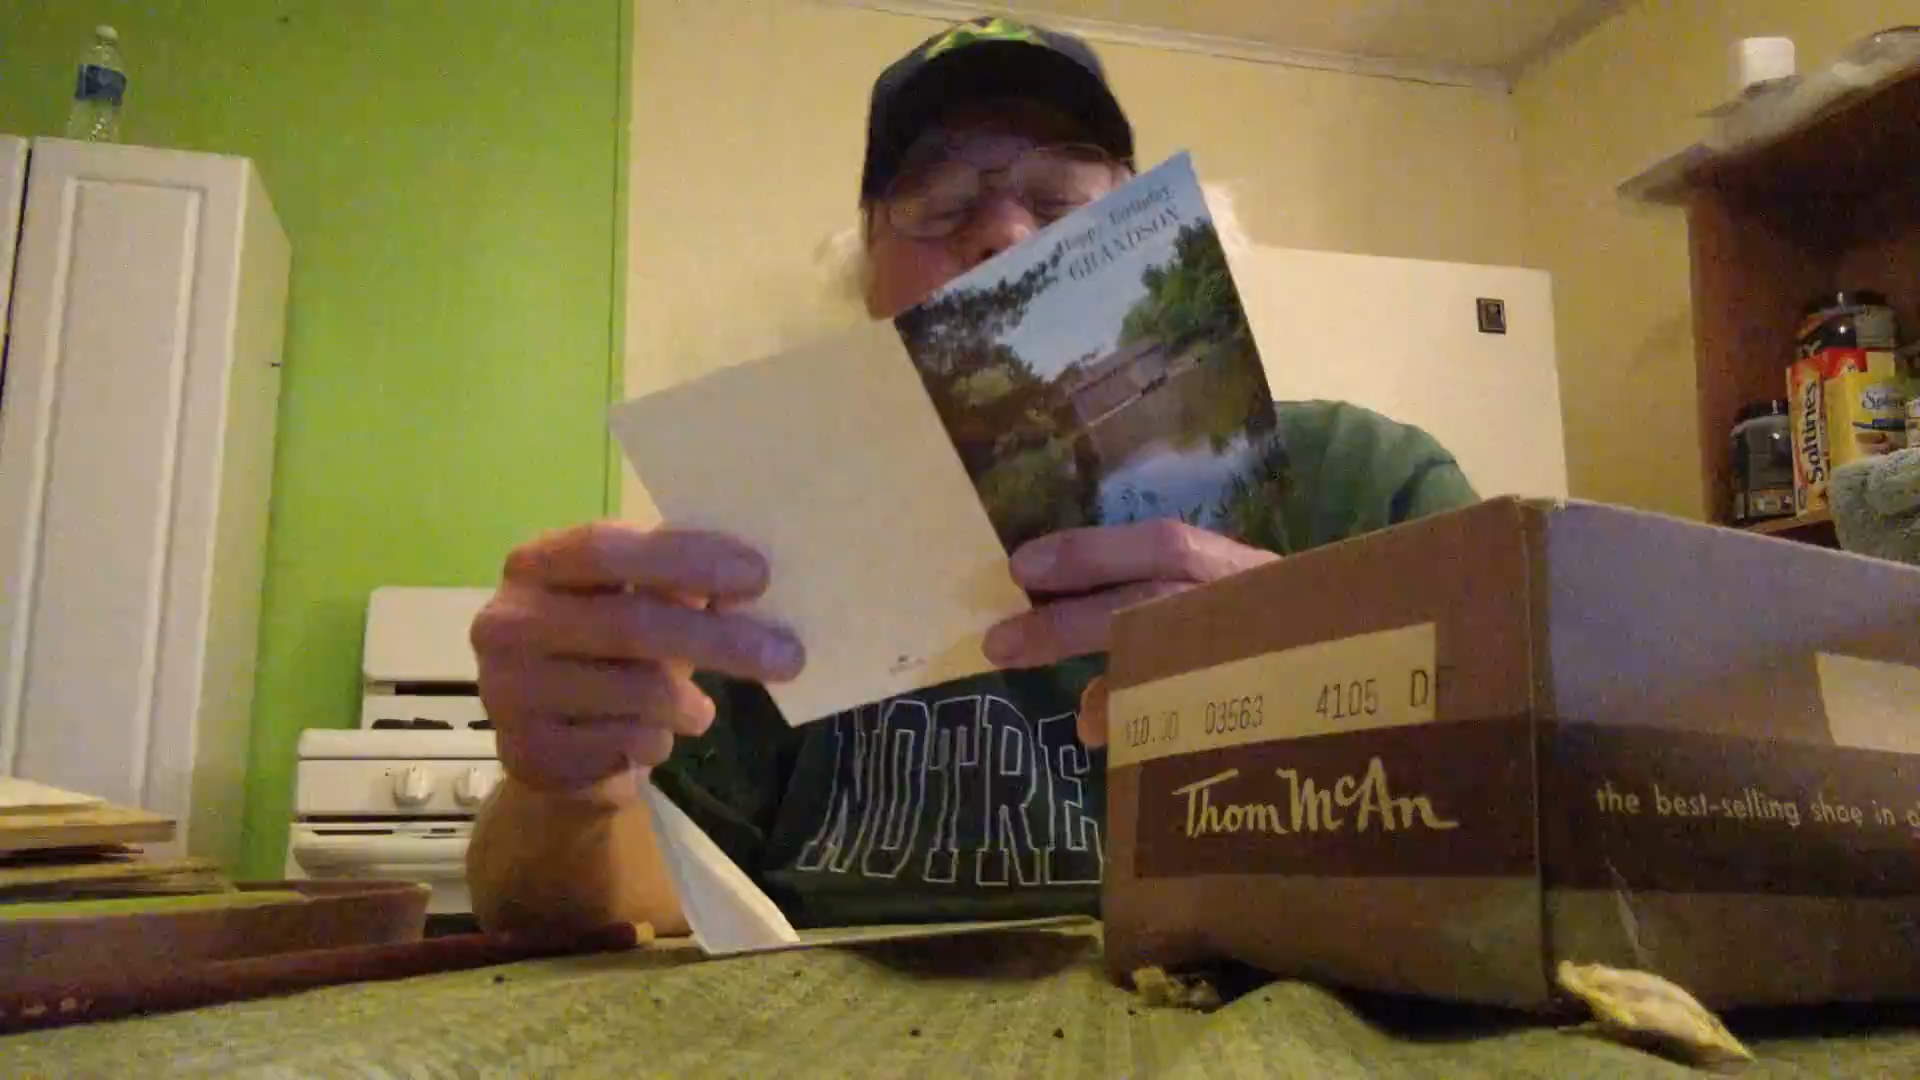 Happy Birthday,
GRANDSON
Saltines
NOTRE
$10.00 03563 4105 D
Thom McAn
the best-selling shoe in